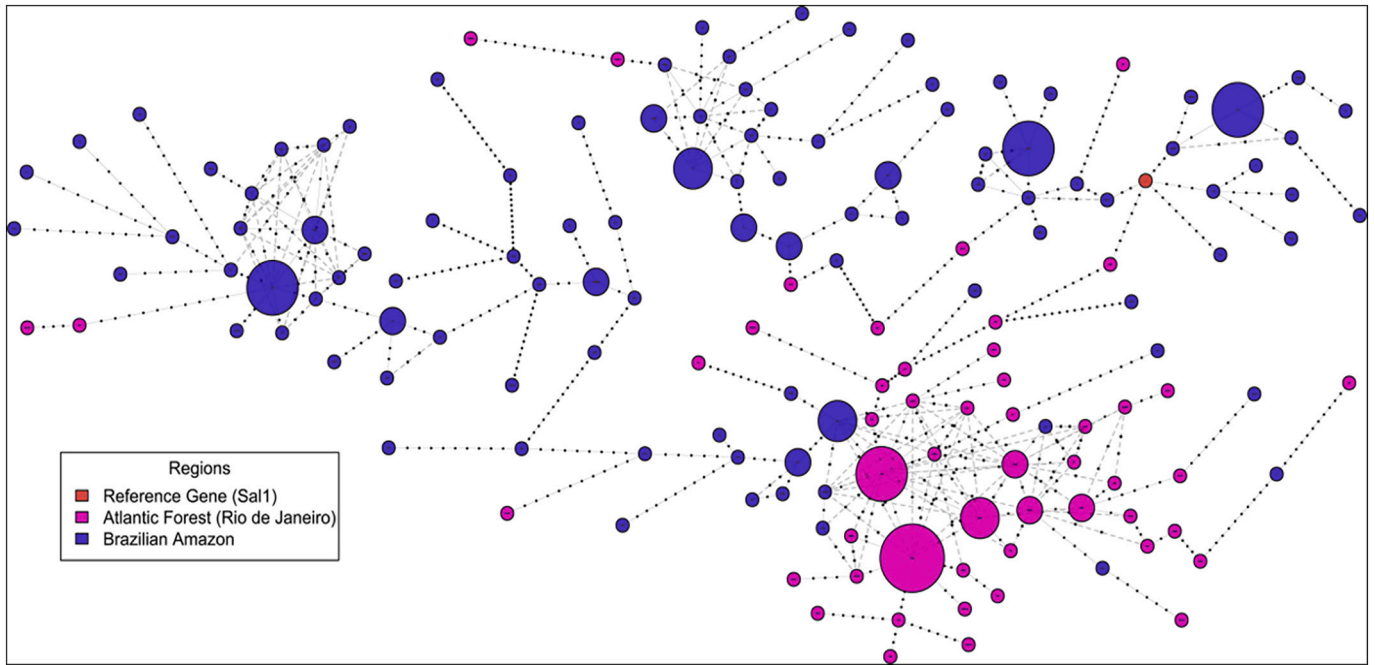 Regions
Reference Gene (Sal1)
Atlantic Forest (Rio de Janeiro)
Brazilian Amazon